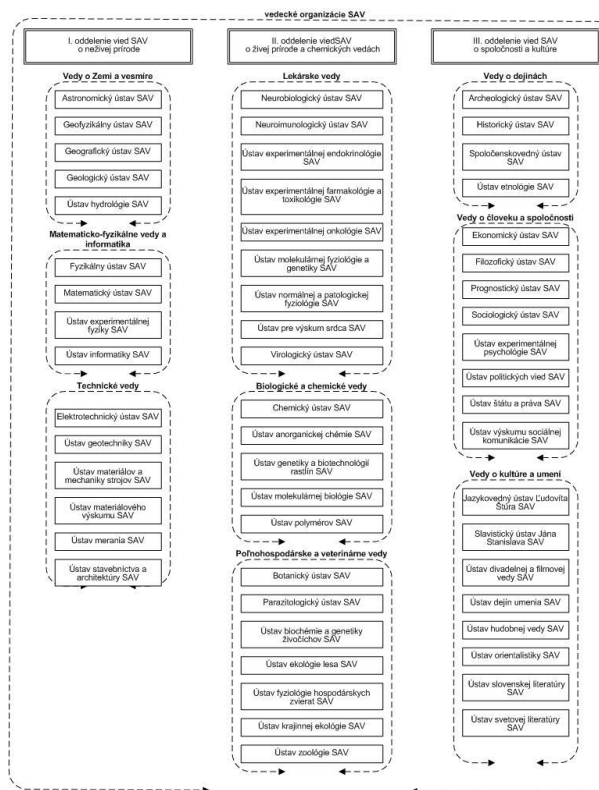 vedecké organizácie SAV
I. oddelenie vied SAV
o neživej prírode
Vedy o Zemi a vesmíre
Astronomický ústav SAV
Geofyzikálny ústav SAV
Geografický ústav SAV
Geologický ústav SAV
Ústav hydrológie SAV
Matematicko-fyzikálne vedy a
informatika
Fyzikálny ústav SAV
Matematický ústav SAV
Ústav experimentálnej
fyziky SAV
Ústav informatiky SAV
Technické vedy
Elektrotechnický ústav SAV
Ústav geotechniky SAV
Ústav materiálov a
mechaniky strojov SAV
Ústav materiálového
výskumu SAV
Ústav merania SAV
Ústav stavebníctva a
architektúry SAV
II. oddelenie viedSAV
o živej prírode a chemických vedách
Lekárske vedy
Neurobiologický ústav SAV
Neuroimunologický ústav SAV
Ústav experimentálnej endokrinológie
SAV
Ústav experimentálnej farmakológie a
toxikológie SAV
Ústav experimentálnej onkológie SAV
Ústav molekulárnej fyziológie a
genetiky SAV
Ústav normálnej a patologickej
fyziológie SAV
Ústav pre výskum srdca SAV
Virologický ústav SAV
Biologické a chemické vedy
Chemický ústav SAV
Ústav anorganickej chémie SAV
Ústav genetiky a biotechnológií
rastlín SAV
Ústav molekulárnej biológie SAV
Ústav polymérov SAV
Poľnohospodárske a veterinárne vedy
Botanický ústav SAV
Parazitologický ústav SAV
Ústav biochémie a genetiky
živočíchov SAV
Ústav ekológie lesa SAV
Ústav fyziológie hospodárskych
zvierat SAV
Ústav krajinnej ekológie SAV
Ústav zoológie SAV
III. oddelenie vied SAV
o spoločnosti a kultúre
Vedy o dejinách
Archeologický ústav SAV
Historický ústav SAV
Spoločenskovedný ústav SAV
Ústav etnológie SAV
Vedy o človeku a spoločnosti
Ekonomický ústav SAV
Filozofický ústav SAV
Prognostický ústav SAV
Sociologický ústav SAV
Ústav experimentálnej
psychológie SAV
Ústav politických vied SAV
Ústav štátu a práva SAV
Ústav výskumu sociálnej
komunikácie SAV
Vedy o kultúre a umení
Jazykovedný ústav Ľudovíta
Štúra SAV
Slavistický ústav Jána
Stanislava SAV
Ústav divadelnej a filmovej
vedy SAV
Ústav dejín umenia SAV
Ústav hudobnej vedy SAV
Ústav orientalistiky SAV
Ústav slovenskej literatúry
SAV
Ústav svetovej literatúry
SAV